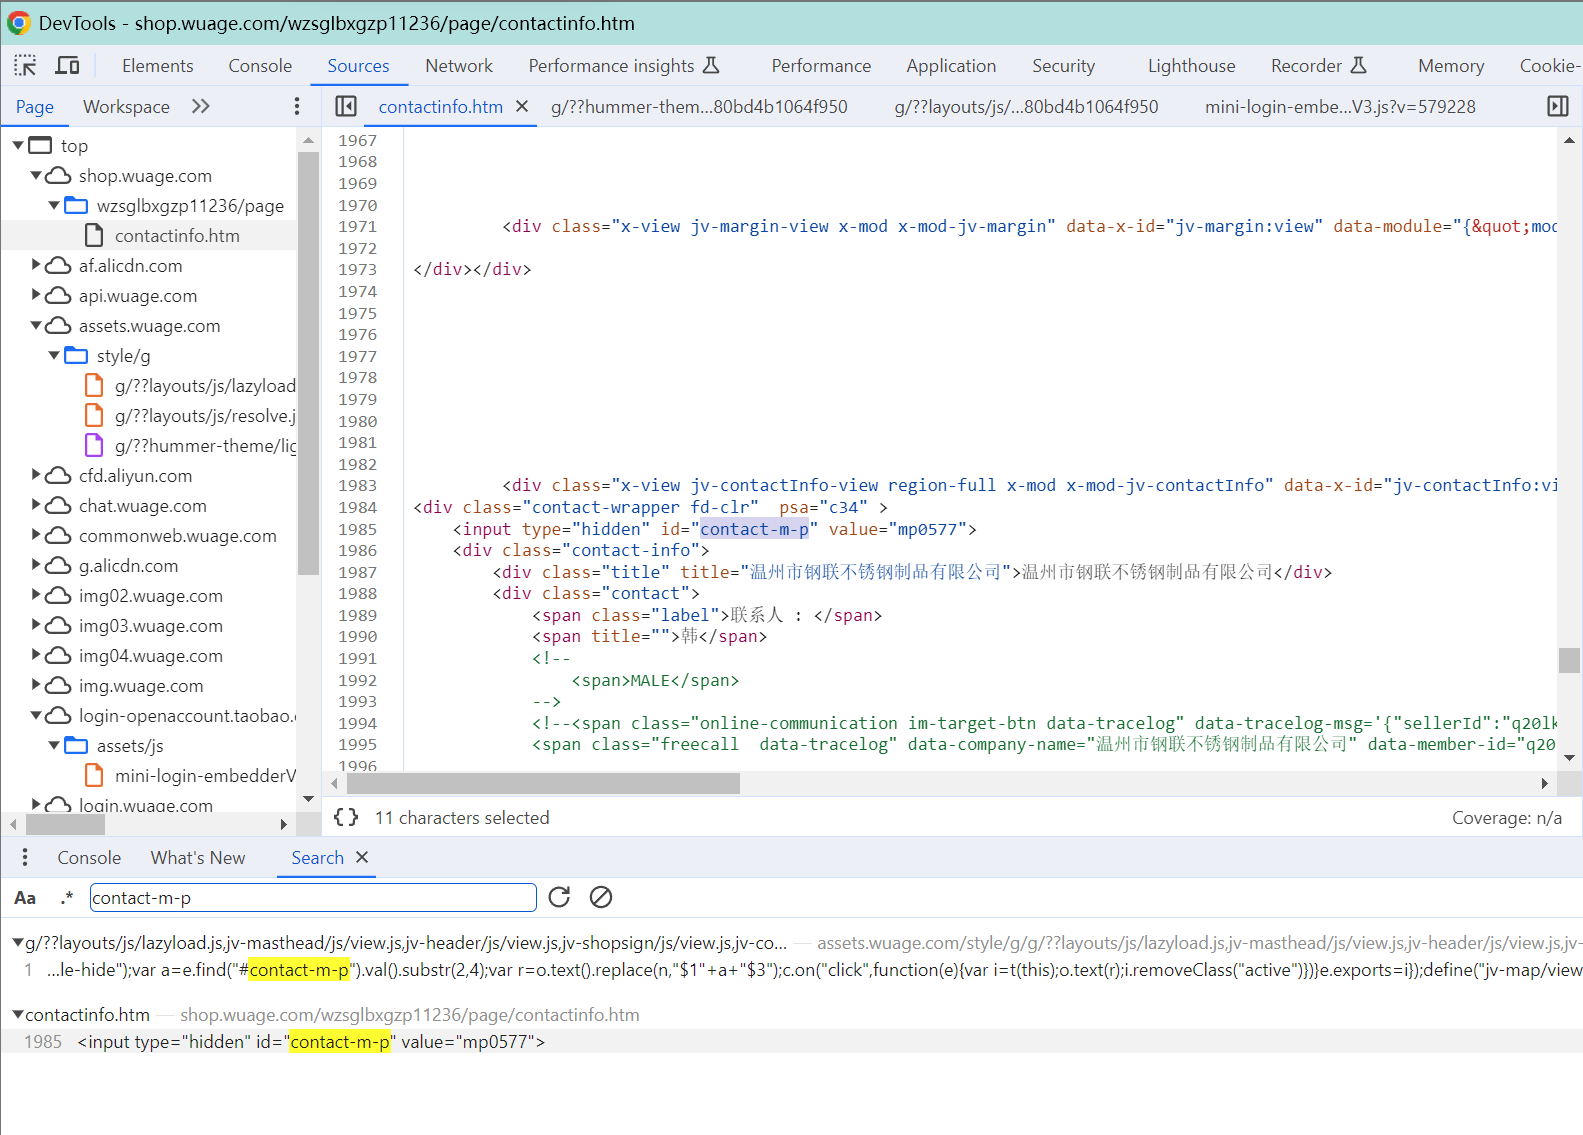 DevTools - shop.wuage.com/wzsglbxgzp11236/page/contactinfo.htm
Elements Console Sources Network Performance insights Performance Application Security Lighthouse Recorder Memory Cookie-
Page Workspace
contactinfo.htm g/??hummer-them...80bd4b1064f950 g/??layouts/js/...80bd4b1064f950 mini-login-embe...V3.js?v=579228
top
shop.wuage.com
wzsglbxgzp11236/page
contactinfo.htm
af.alicdn.com
api.wuage.com
assets.wuage.com
style/g
g/??layouts/js/lazyload
g/??layouts/js/resolve.j
g/??hummer-theme/lig
cfd.aliyun.com
chat.wuage.com
commonweb.wuage.com
g.alicdn.com
img02.wuage.com
img03.wuage.com
img04.wuage.com
img.wuage.com
login-openaccount.taobao.
assets/js
mini-login-embedderV
login.wuage.com
1967
1968
1969
1970
1971 <div class="x-view jv-margin-view x-mod x-mod-jv-margin" data-x-id="jv-margin:view" data-module="{&quot;mod
1972
1973 </div></div>
1974
1975
1976
1977
1978
1979
1980
1981
1982
1983 <div class="x-view jv-contactInfo-view region-full x-mod x-mod-jv-contactInfo" data-x-id="jv-contactInfo:vi
1984 <div class="contact-wrapper fd-clr"  psa="c34" >
1985 <input type="hidden" id="contact-m-p" value="mp0577">
1986 <div class="contact-info">
1987 <div class="title" title="温州市钢联不锈钢制品有限公司">温州市钢联不锈钢制品有限公司</div>
1988 <div class="contact">
1989 <span class="label">联系人 : </span>
1990 <span title="">韩</span>
1991 <!--
1992 <span>MALE</span>
1993 -->
1994 <!--<span class="online-communication im-target-btn data-tracelog" data-tracelog-msg='{"sellerId":"q20lk
1995 <span class="freecall  data-tracelog" data-company-name="温州市钢联不锈钢制品有限公司" data-member-id="q20
1996
{} 11 characters selected Coverage: n/a
Console What's New Search
Aa .* contact-m-p
g/??layouts/js/lazyload.js,jv-masthead/js/view.js,jv-header/js/view.js,jv-shopsign/js/view.js,jv-co... — assets.wuage.com/style/g/g/??layouts/js/lazyload.js,jv-masthead/js/view.js,jv-header/js/view.js,jv-
1 ...le-hide");var a=e.find("#contact-m-p").val().substr(2,4);var r=o.text().replace(n,"$1"+a+"$3");c.on("click",function(e){var i=t(this);o.text(r);i.removeClass("active")})}e.exports=i});define("jv-map/view
contactinfo.htm — shop.wuage.com/wzsglbxgzp11236/page/contactinfo.htm
1985 <input type="hidden" id="contact-m-p" value="mp0577">